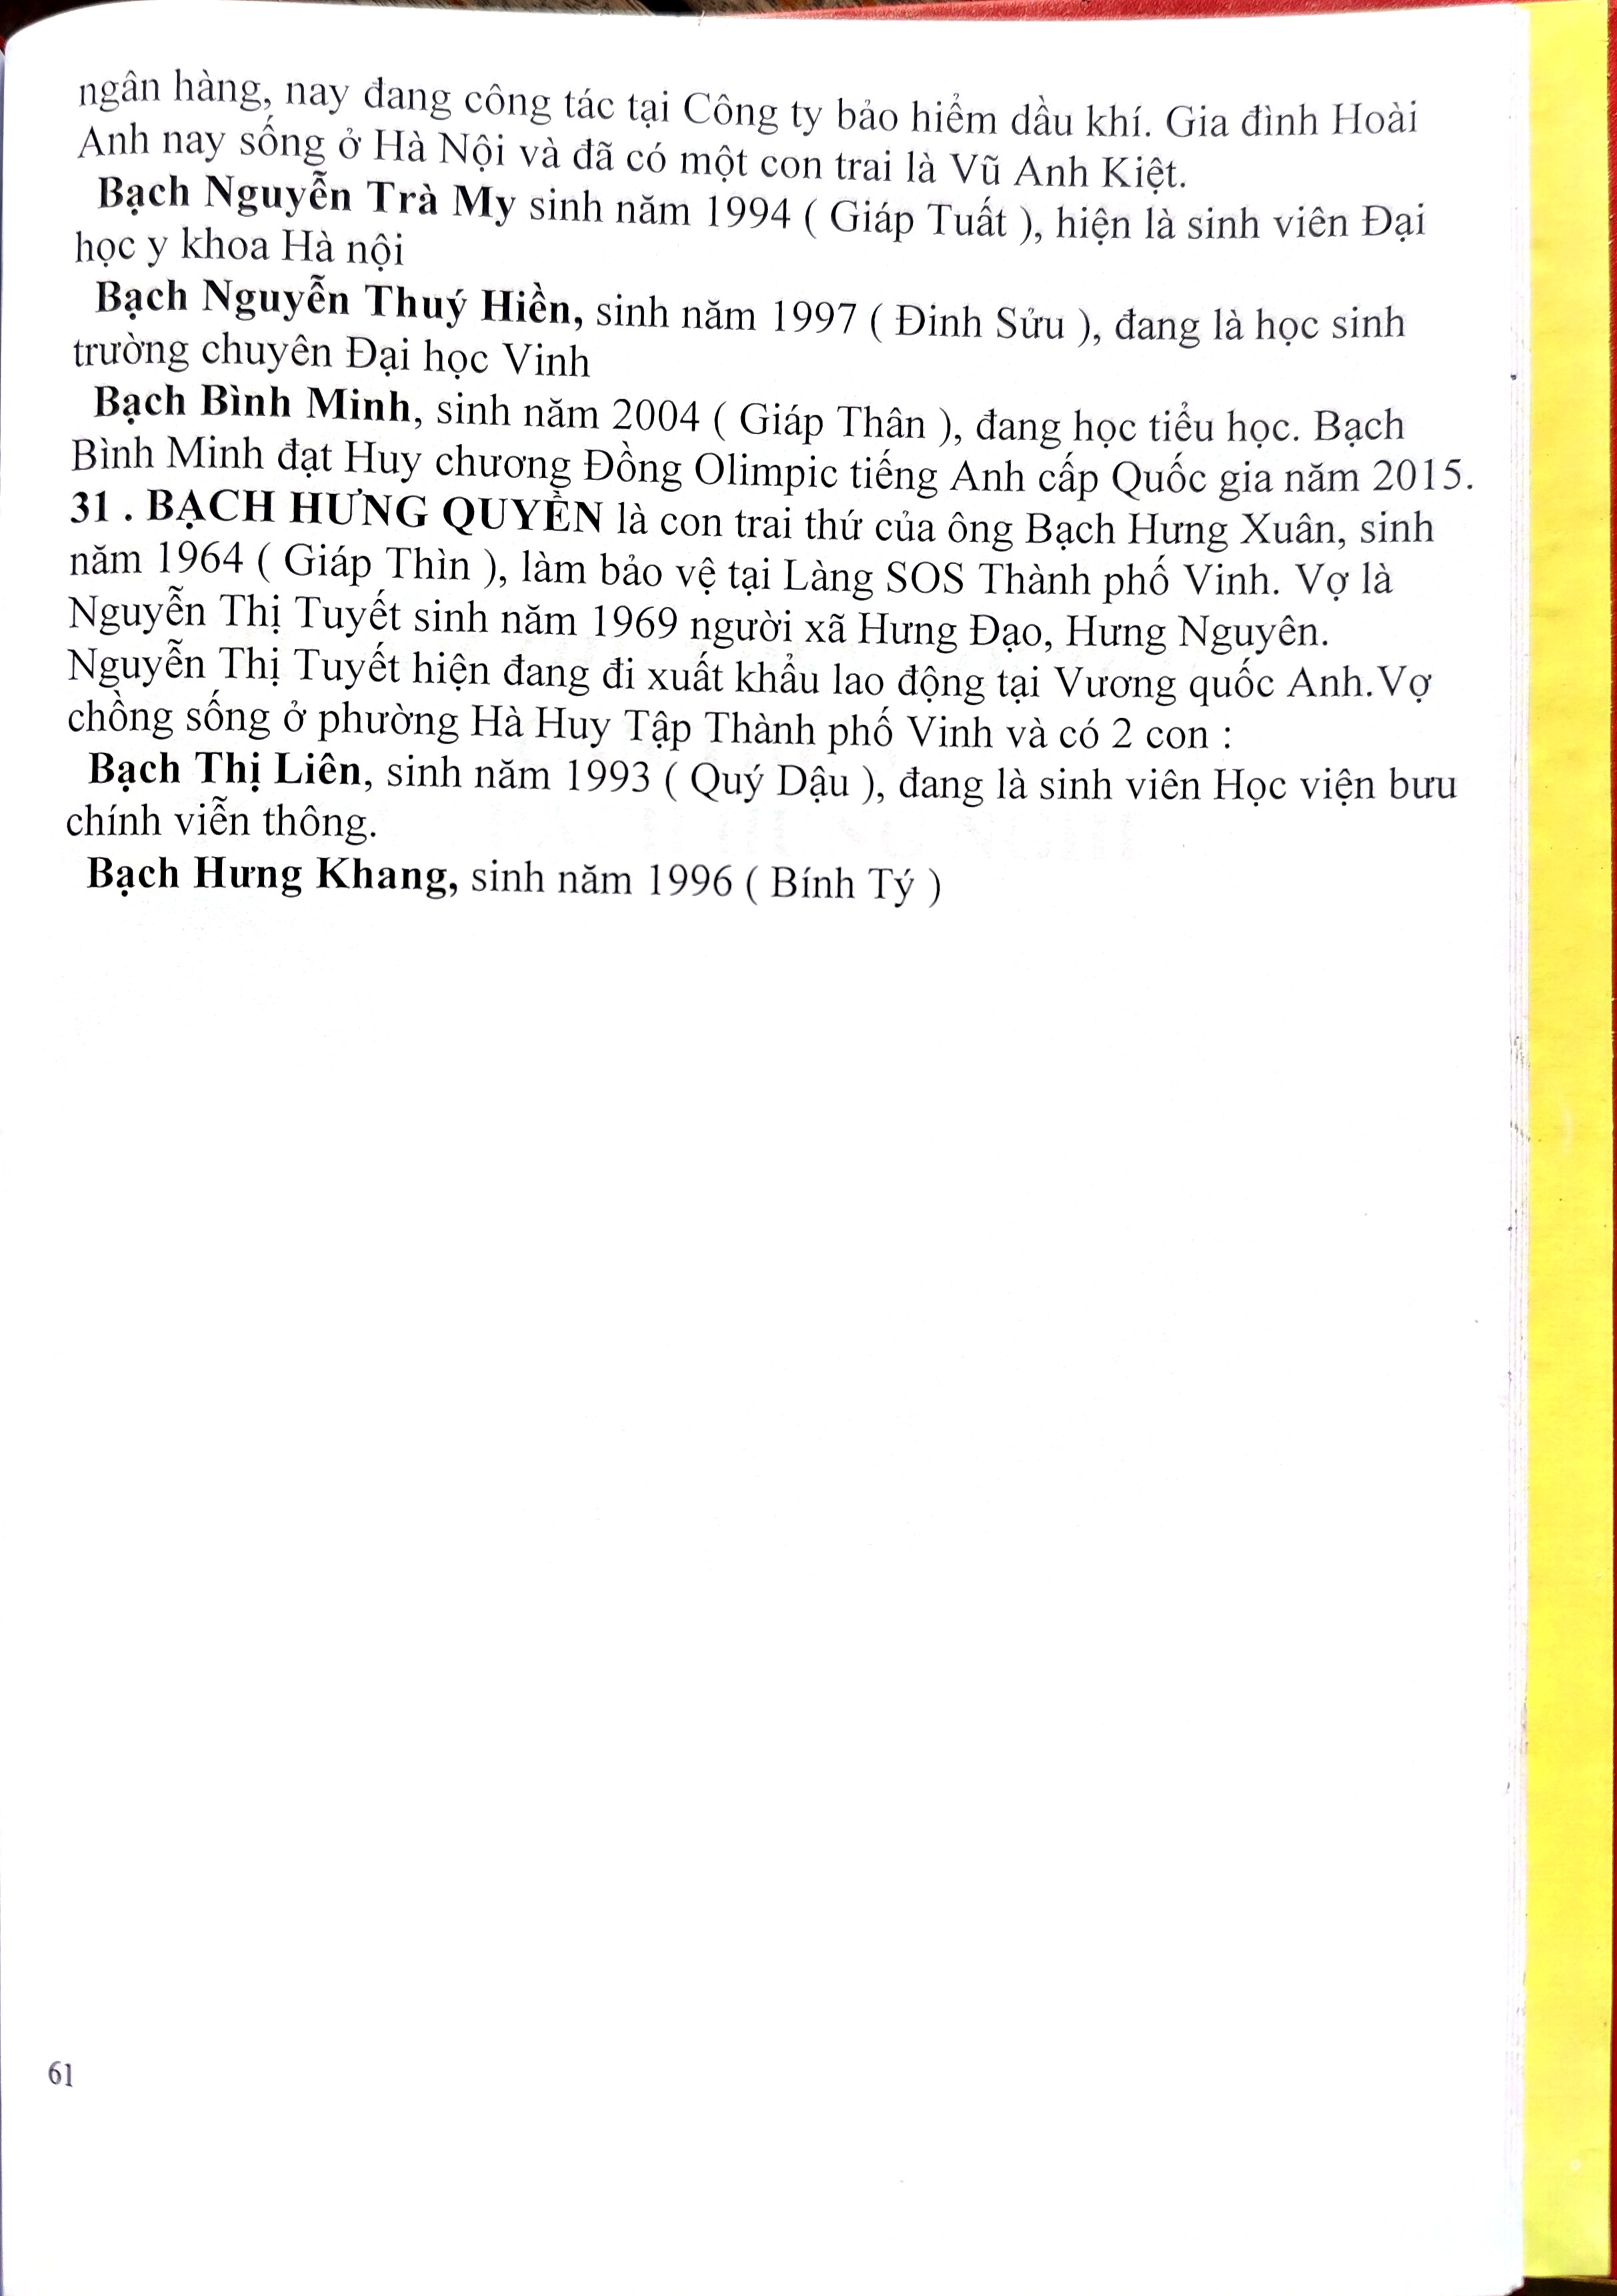 ngân hàng, nay đang công tác tại Công ty bảo hiểm dầu khí. Gia đình Hoài
Anh nay sống ở Hà Nội và đã có một con trai là Vũ Anh Kiệt.
Bạch Nguyễn Trà My sinh năm 1994 ( Giáp Tuất ), hiện là sinh viên Đại
học y khoa Hà nội
Bạch Nguyễn Thuý Hiền, sinh năm 1997 ( Đinh Sửu ), đang là học sinh
trường chuyên Đại học Vinh
Bạch Bình Minh, sinh năm 2004 ( Giáp Thân ), đang học tiểu học. Bạch
Bình Minh đạt Huy chương Đồng Olimpic tiếng Anh cấp Quốc gia năm 2015.
31 . BẠCH HƯNG QUYỀN là con trai thứ của ông Bạch Hưng Xuân, sinh
năm 1964 ( Giáp Thìn ), làm bảo vệ tại Làng SOS Thành phố Vinh. Vợ là
Nguyễn Thị Tuyết sinh năm 1969 người xã Hưng Đạo, Hưng Nguyên.
Nguyễn Thị Tuyết hiện đang đi xuất khẩu lao động tại Vương quốc Anh.Vợ
chồng sống ở phường Hà Huy Tập Thành phố Vinh và có 2 con :
Bạch Thị Liên, sinh năm 1993 ( Quý Dậu ), đang là sinh viên Học viện bưu
chính viễn thông.
Bạch Hưng Khang, sinh năm 1996 ( Bính Tý )
61